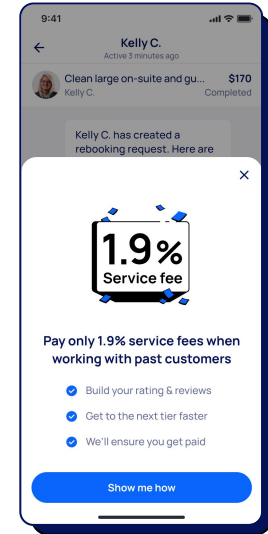 9:41
Kelly C.
Active 3 minutes ago
Clean large on-suite and gu... $170
Kelly C. Completed
Kelly C. has created a
rebooking request. Here are
1.9%
Service fee
Pay only 1.9% service fees when
working with past customers
Build your rating & reviews
Get to the next tier faster
We'll ensure you get paid
Show me how